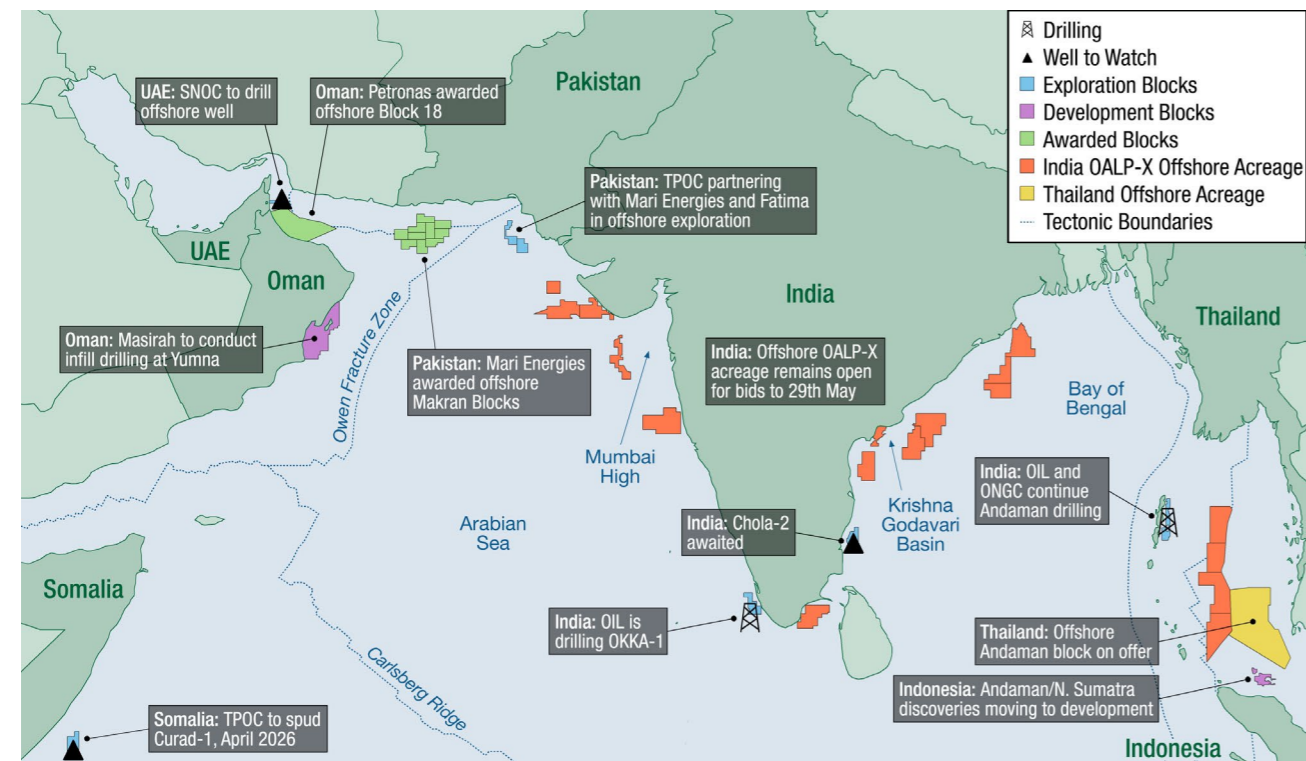 Drilling
Well to Watch
Exploration Blocks
Development Blocks
Awarded Blocks
India OALP-X Offshore Acreage
Thailand Offshore Acreage
Tectonic Boundaries
Pakistan
UAE: SNOC to drill
offshore well
Oman: Petronas awarded
offshore Block 18
Pakistan: TPOC partnering
with Mari Energies and Fatima
in offshore exploration
UAE
Oman
India
Thailand
Oman: Masirah to conduct
infill drilling at Yumna
Owen Fracture Zone
Pakistan: Mari Energies
awarded offshore
Makran Blocks
India: Offshore OALP-X
acreage remains open
for bids to 29th May
Bay of
Bengal
Mumbai
High
Krishna
Godavari
Basin
India: OIL and
ONGC continue
Andaman drilling
Arabian
Sea
India: Chola-2
awaited
Somalia
India: OIL is
drilling OKKA-1
Thailand: Offshore
Andaman block on offer
Carlsberg Ridge
Indonesia: Andaman/N. Sumatra
discoveries moving to development
Somalia: TPOC to spud
Curad-1, April 2026
Indonesia